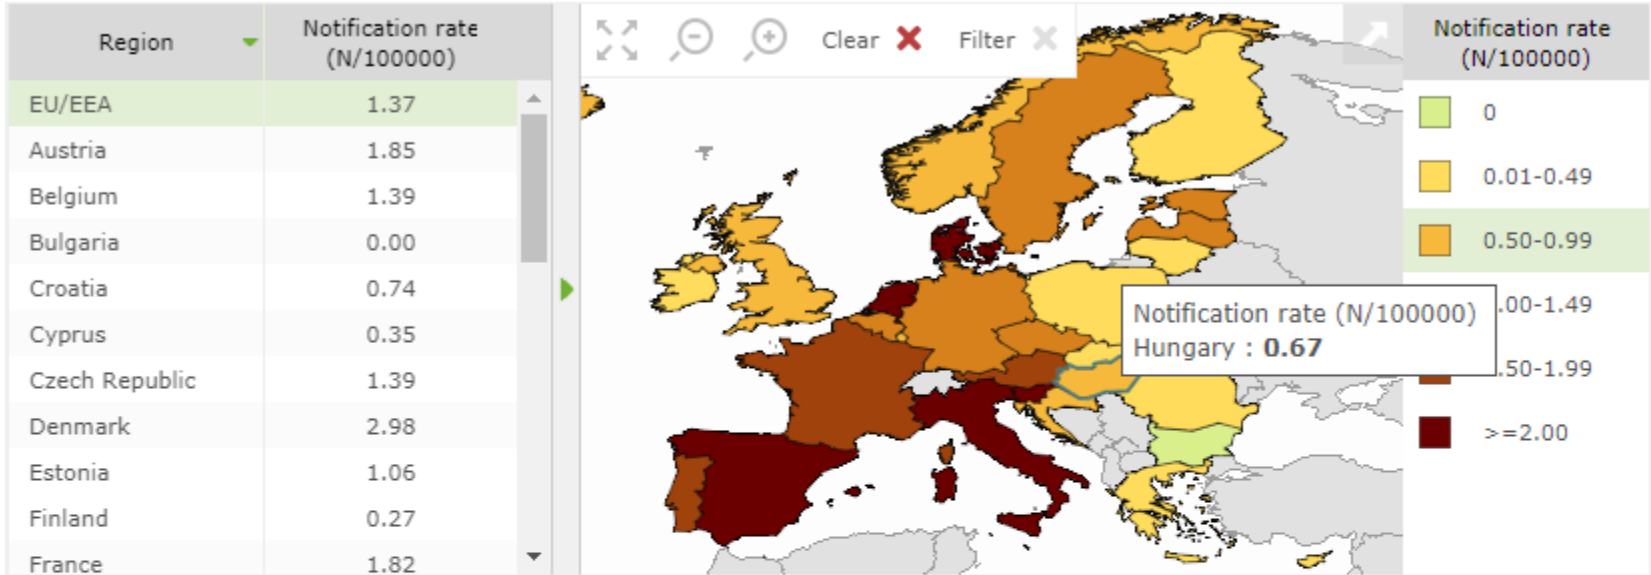 Region
Notification rate
(N/100000)
EU/EEA 1.37
Austria 1.85
Belgium 1.39
Bulgaria 0.00
Croatia 0.74
Cyprus 0.35
Czech Republic 1.39
Denmark 2.98
Estonia 1.06
Finland 0.27
France 1.82
Clear
Filter
Notification rate (N/100000)
Hungary : 0.67
Notification rate
(N/100000)
0
0.01-0.49
0.50-0.99
.00-1.49
.50-1.99
>=2.00